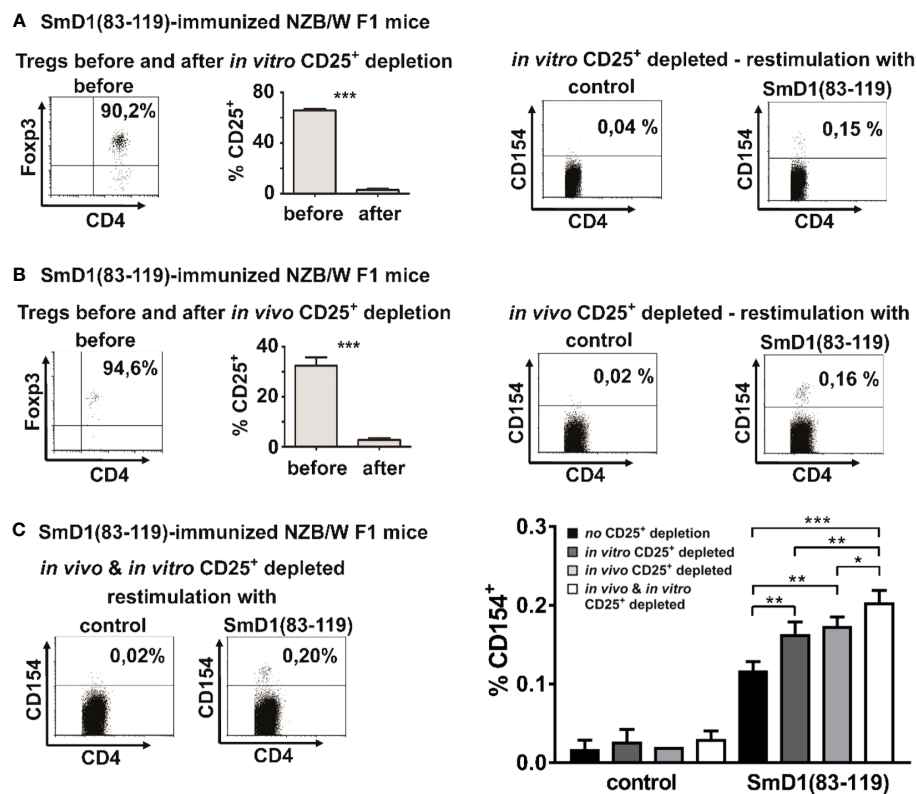 A SmD1(83-119)-immunized NZB/W F1 mice
Tregs before and after in vitro CD25+ depletion
before
90,2%
Foxp3
CD4
% CD25+
80
40
0
***
before after
in vitro CD25+ depleted - restimulation with
control
0,04 %
CD154
CD4
SmD1(83-119)
0,15 %
CD154
CD4
B SmD1(83-119)-immunized NZB/W F1 mice
Tregs before and after in vivo CD25+ depletion
before
94,6%
Foxp3
CD4
% CD25+
40
20
0
***
before after
in vivo CD25+ depleted - restimulation with
control
0,02 %
CD154
CD4
SmD1(83-119)
0,16 %
CD154
CD4
C SmD1(83-119)-immunized NZB/W F1 mice
in vivo & in vitro CD25+ depleted
restimulation with
control
0,02%
CD154
CD4
SmD1(83-119)
0,20%
CD154
CD4
% CD154+
0.3
0.2
0.1
0.0
no CD25+ depletion
in vitro CD25+ depleted
in vivo CD25+ depleted
in vivo & in vitro
CD25+ depleted
***
**
*
**
**
control SmD1(83-119)